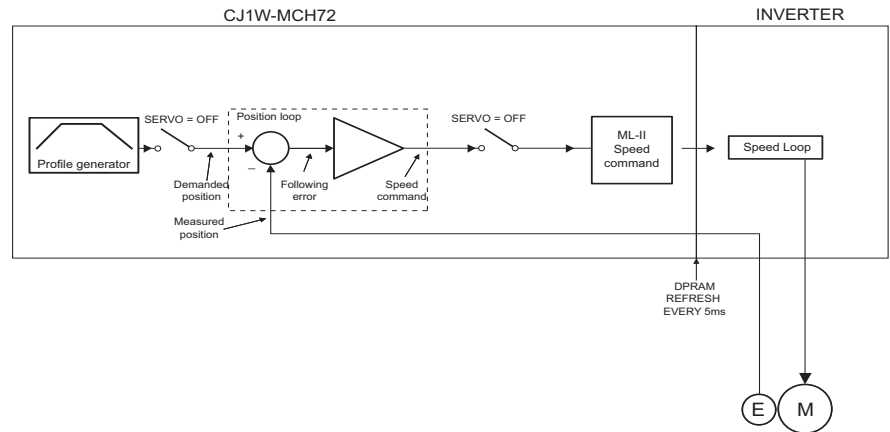 CJ1W-MCH72
INVERTER
SERVO = OFF
Position loop
SERVO = OFF
+
_
Profile generator
ML-II
Speed
command
Speed Loop
Demanded
position
Following
error
Speed
command
Measured
position
DPRAM
REFRESH
EVERY 5ms
E
M